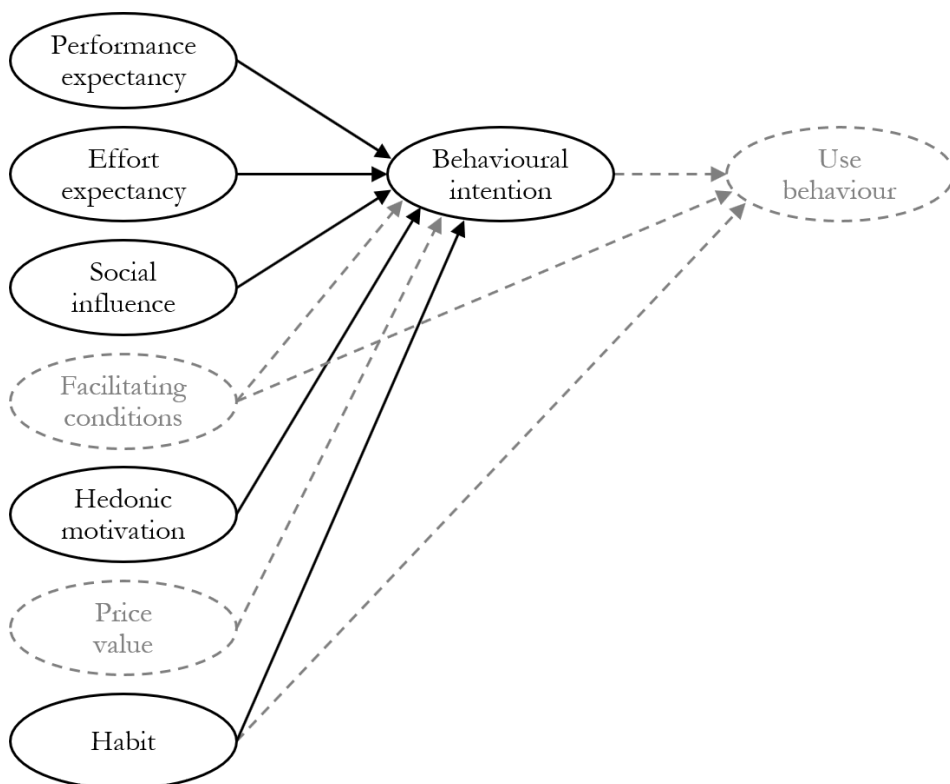 Performance
expectancy
Effort
expectancy
Behavioural
intention
Use
behaviour
Social
influence
Facilitating
conditions
Hedonic
motivation
Price
value
Habit